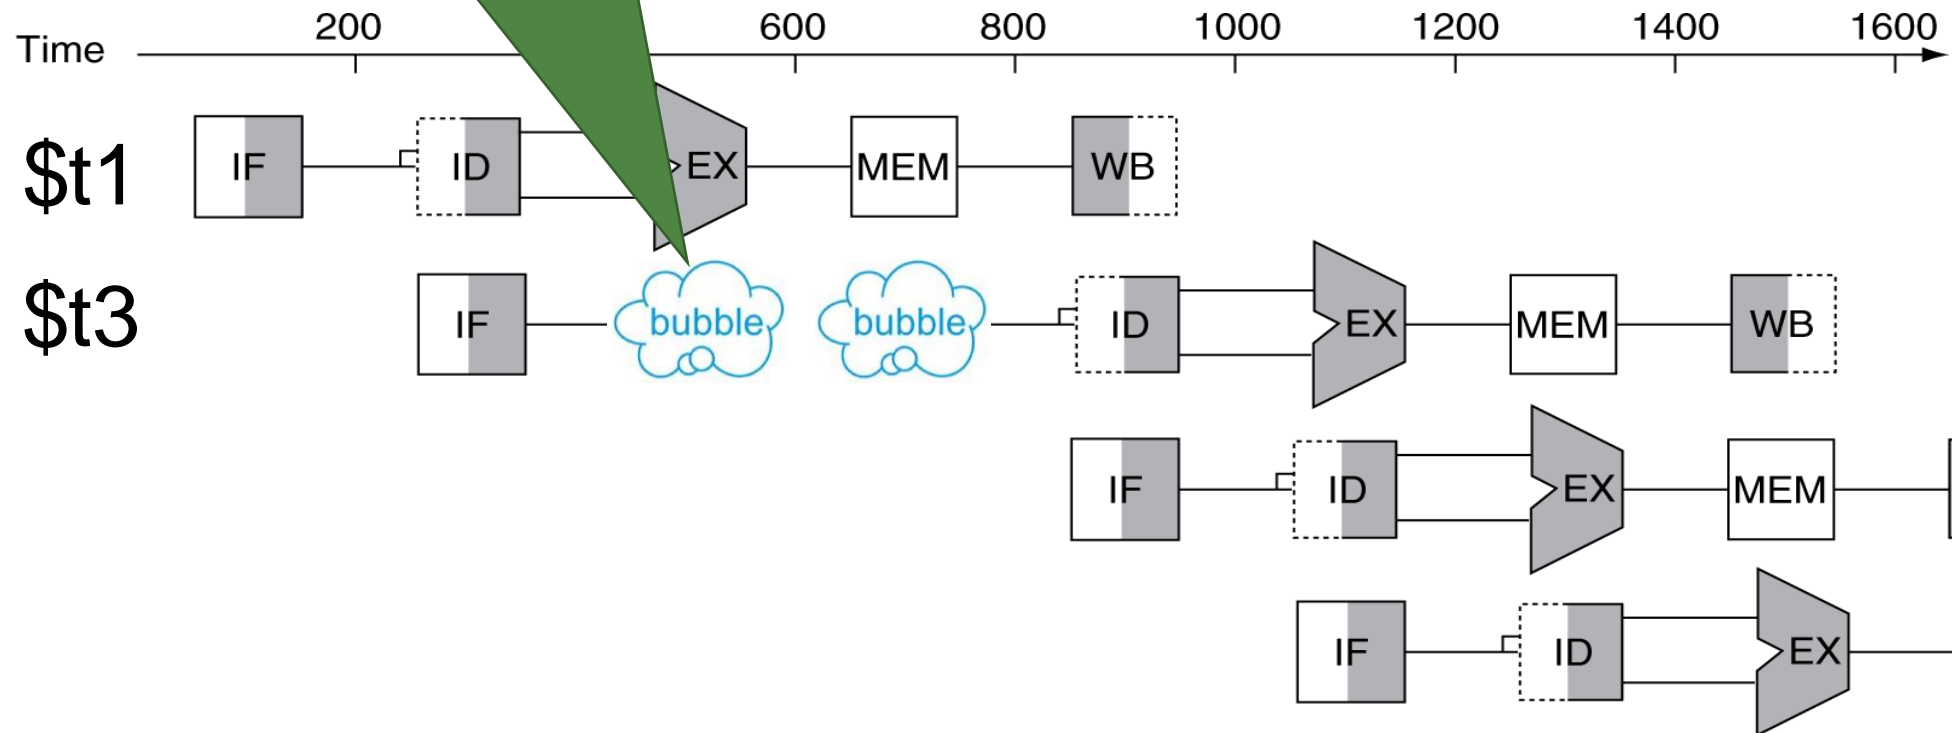 200 600 800 1000 1200 1400 1600
Time
$t1 IF ID EX MEM WB
$t3 IF bubble bubble ID EX MEM WB
IF ID EX MEM
IF ID EX